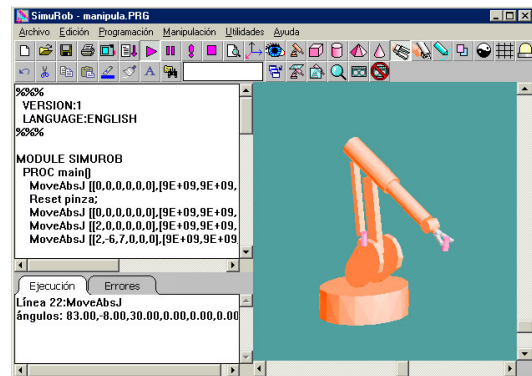 SimuRob - manipula.PRG
Archivo Edición Programación Manipulación Utilidades Ayuda
%%%
VERSION:1
LANGUAGE:ENGLISH
%%%
MODULE SIMUROB
PROC main()
MoveAbsJ [[0,0,0,0,0,0],[9E+09,9E+09,
Reset pinza;
MoveAbsJ [[0,0,0,0,0,0],[9E+09,9E+09,
MoveAbsJ [[2,0,0,0,0,0],[9E+09,9E+09,
MoveAbsJ [[2,-6,7,0,0,0],[9E+09,9E+09
Ejecución Errores
Línea 22:MoveAbsJ
ángulos: 83.00,-8.00,30.00,0.00,0.00,0.00